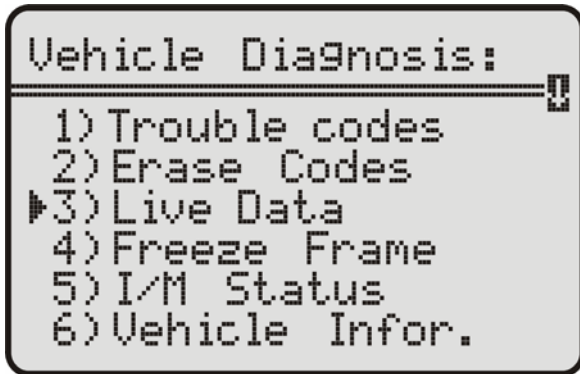 Vehicle Diagnosis:
1) Trouble codes
2) Erase Codes
3) Live Data
4) Freeze Frame
5) I/M Status
6) Vehicle Infor.